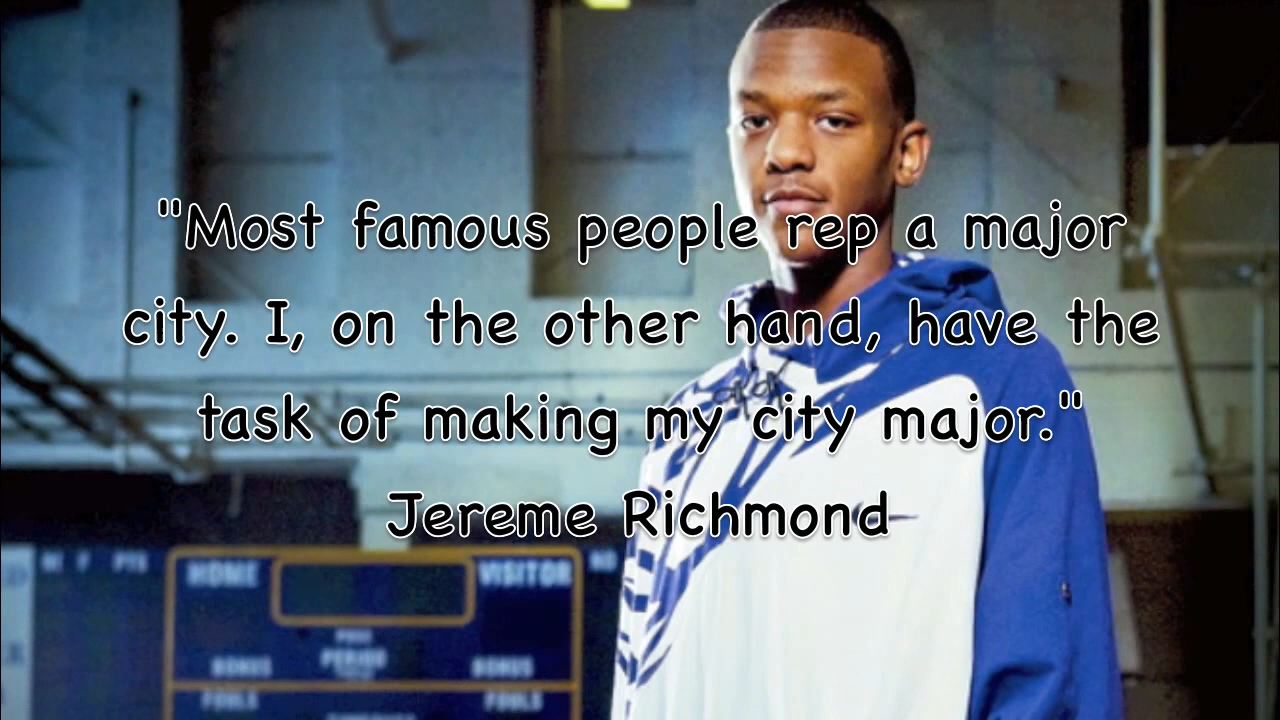 "Most famous people rep a major
city. I, on the other hand, have the
task of making my city major."
Jereme Richmond
HOME
VISITOR
PERIOD
BONUS
BONUS
FOULS
FOULS